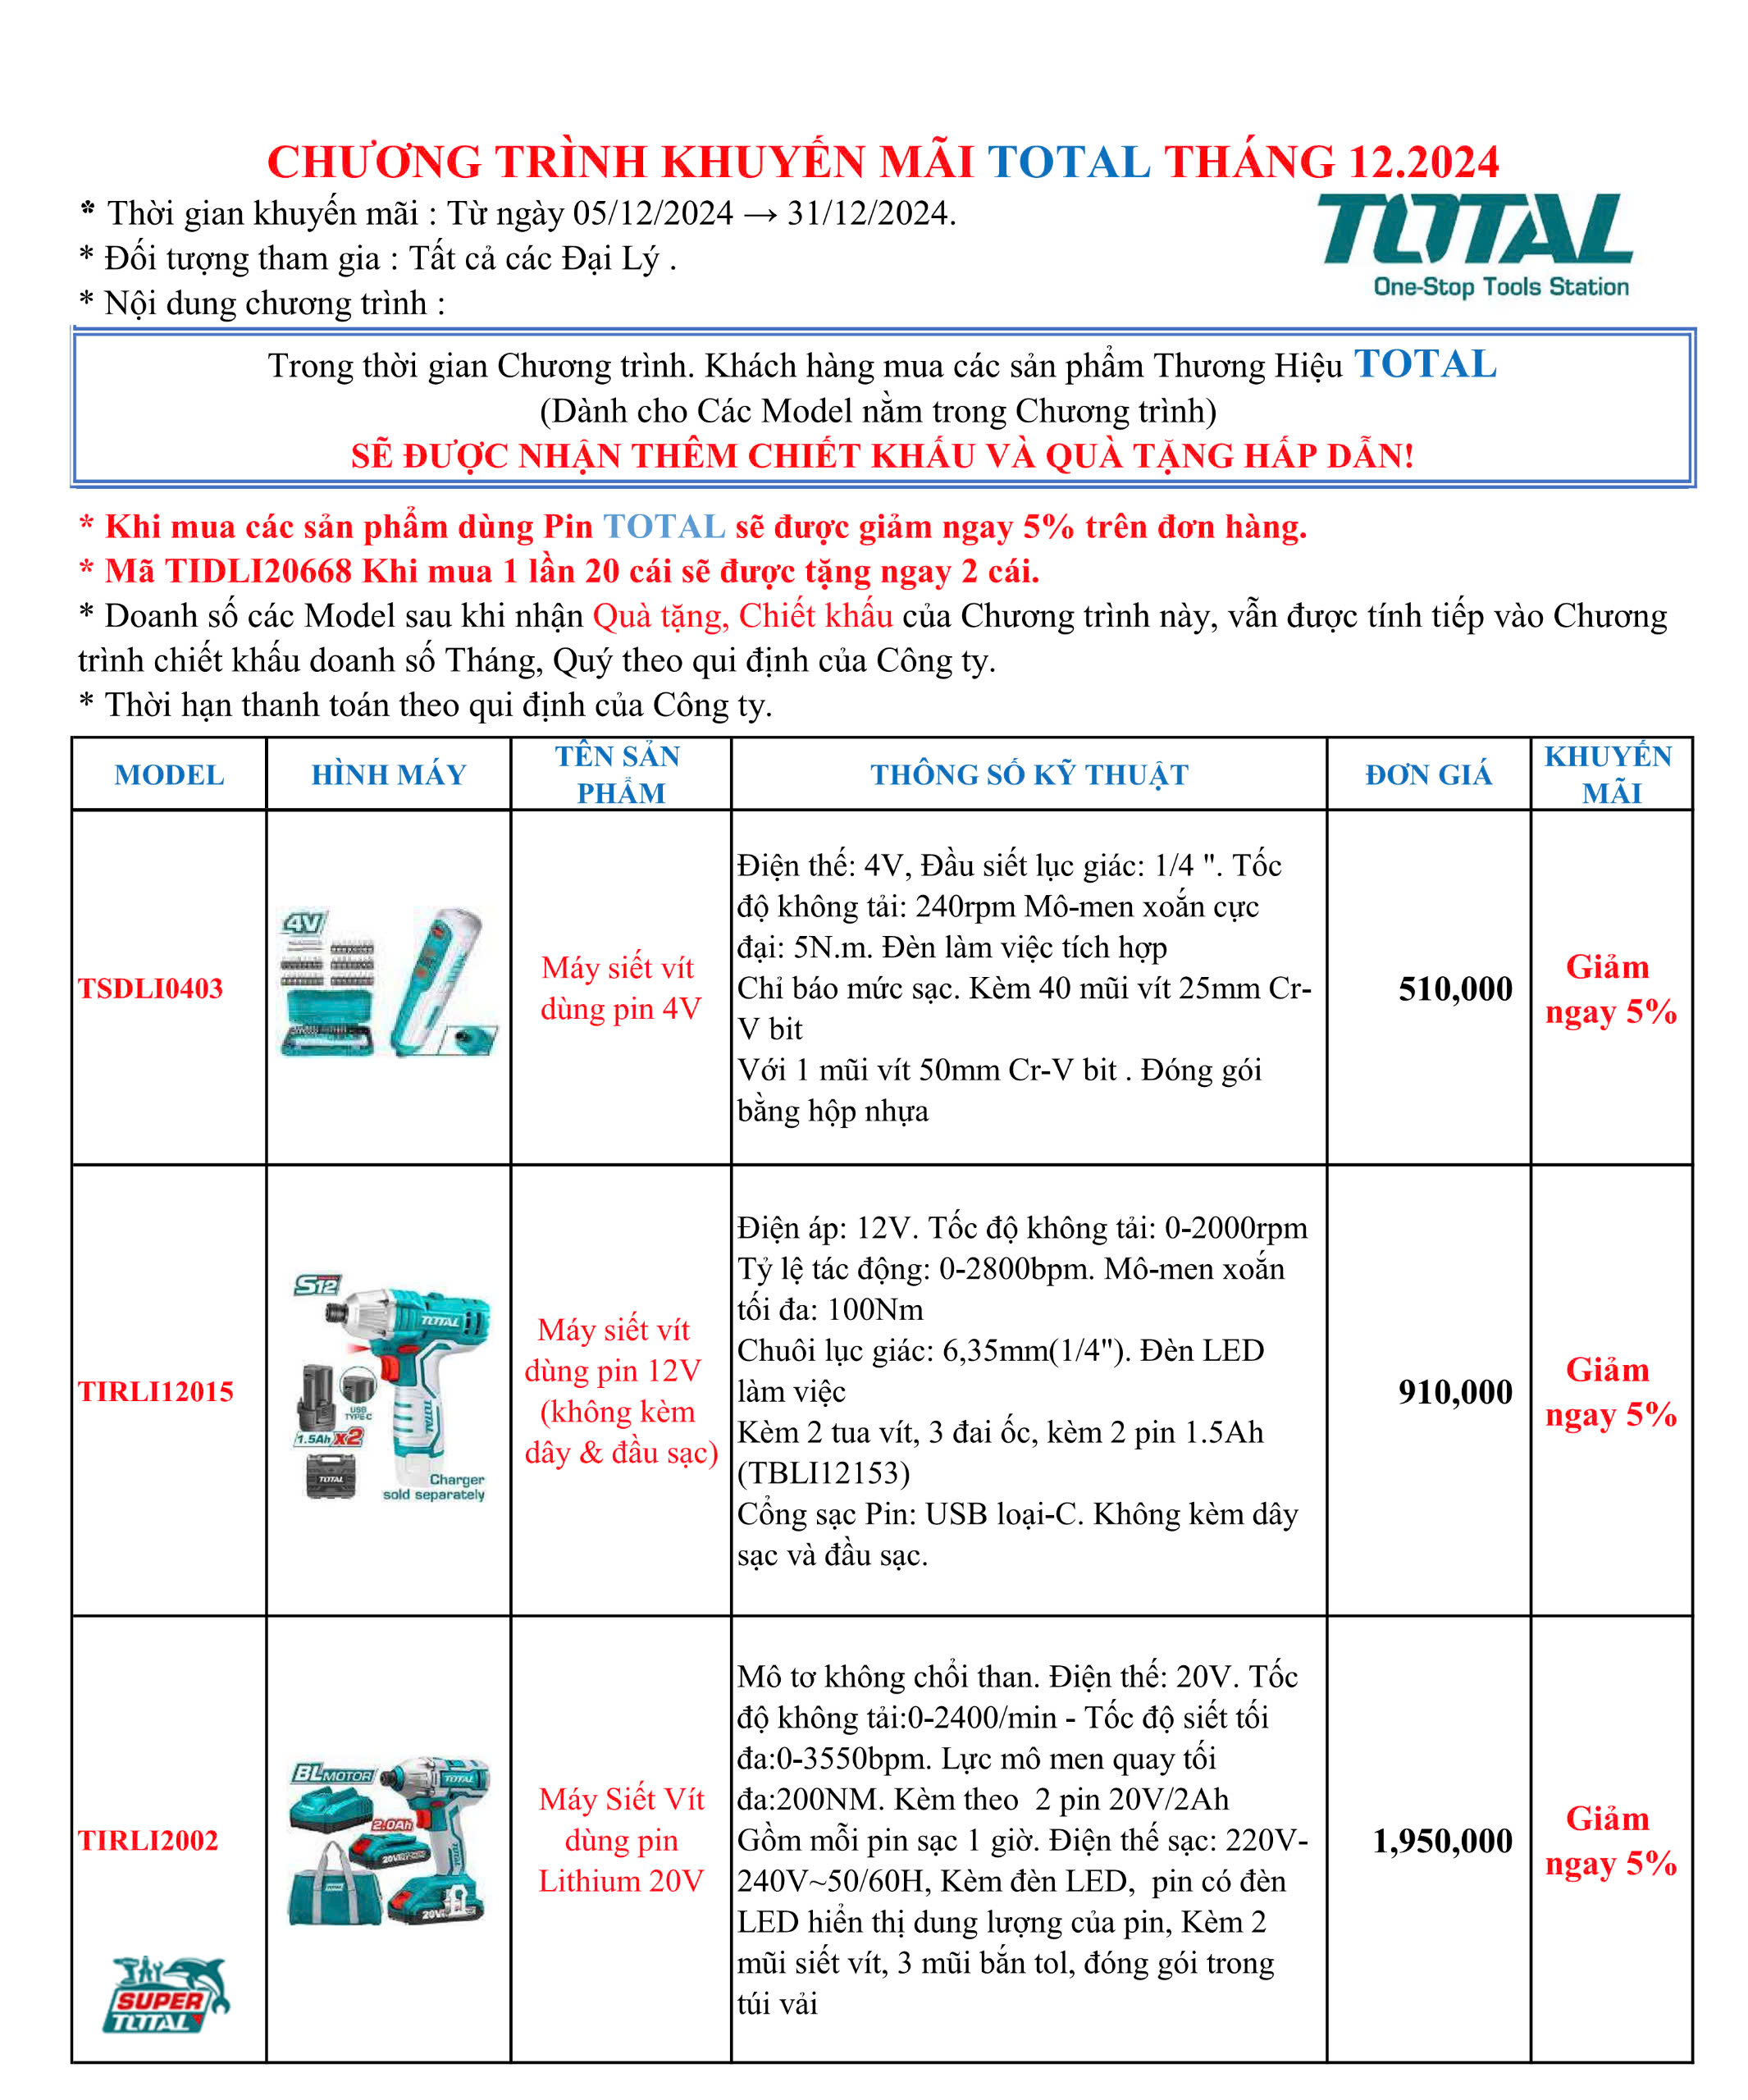 CHƯƠNG TRÌNH KHUYẾN MÃI TOTAL THÁNG 12.2024
* Thời gian khuyến mãi : Từ ngày 05/12/2024 → 31/12/2024.
* Đối tượng tham gia : Tất cả các Đại Lý .
* Nội dung chương trình :
TOTAL
One-Stop Tools Station
Trong thời gian Chương trình. Khách hàng mua các sản phẩm Thương Hiệu TOTAL
(Dành cho Các Model nằm trong Chương trình)
SẼ ĐƯỢC NHẬN THÊM CHIẾT KHẤU VÀ QUÀ TẶNG HẤP DẪN!
* Khi mua các sản phẩm dùng Pin TOTAL sẽ được giảm ngay 5% trên đơn hàng.
* Mã TIDLI20668 Khi mua 1 lần 20 cái sẽ được tặng ngay 2 cái.
* Doanh số các Model sau khi nhận Quà tặng, Chiết khấu của Chương trình này, vẫn được tính tiếp vào Chương
trình chiết khấu doanh số Tháng, Quý theo qui định của Công ty.
* Thời hạn thanh toán theo qui định của Công ty.
MODEL
HÌNH MÁY
TÊN SẢN
PHẨM
THÔNG SỐ KỸ THUẬT
ĐƠN GIÁ
KHUYẾN
MÃI
TSDLI0403
4V
Máy siết vít
dùng pin 4V
Điện thế: 4V, Đầu siết lục giác: 1/4 ". Tốc
độ không tải: 240rpm Mô-men xoắn cực
đại: 5N.m. Đèn làm việc tích hợp
Chỉ báo mức sạc. Kèm 40 mũi vít 25mm Cr-
V bit
Với 1 mũi vít 50mm Cr-V bit . Đóng gói
bằng hộp nhựa
510,000
Giảm
ngay 5%
TIRLI12015
S12
TOTAL
USB
TYPE-C
1.5Ah x2
TOTAL
TOTAL
Charger
sold separately
Máy siết vít
dùng pin 12V
(không kèm
dây & đầu sạc)
Điện áp: 12V. Tốc độ không tải: 0-2000rpm
Tỷ lệ tác động: 0-2800bpm. Mô-men xoắn
tối đa: 100Nm
Chuôi lục giác: 6,35mm(1/4"). Đèn LED
làm việc
Kèm 2 tua vít, 3 đai ốc, kèm 2 pin 1.5Ah
(TBLI12153)
Cổng sạc Pin: USB loại-C. Không kèm dây
sạc và đầu sạc.
910,000
Giảm
ngay 5%
TIRLI2002
BL MOTOR
TOTAL
2.0Ah
20V
TOTAL
20V
Máy Siết Vít
dùng pin
Lithium 20V
Mô tơ không chổi than. Điện thế: 20V. Tốc
độ không tải:0-2400/min - Tốc độ siết tối
đa:0-3550bpm. Lực mô men quay tối
đa:200NM. Kèm theo  2 pin 20V/2Ah
Gồm mỗi pin sạc 1 giờ. Điện thế sạc: 220V-
240V~50/60H, Kèm đèn LED,  pin có đèn
LED hiển thị dung lượng của pin, Kèm 2
mũi siết vít, 3 mũi bắn tol, đóng gói trong
túi vải
1,950,000
Giảm
ngay 5%
SUPER
TOTAL